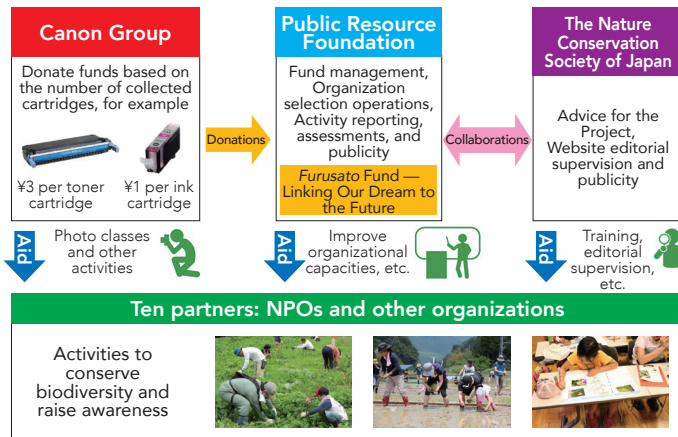 Canon Group
Donate funds based on
the number of collected
cartridges, for example
¥3 per toner
cartridge
¥1 per ink
cartridge
Donations
Public Resource
Foundation
Fund management,
Organization
selection operations,
Activity reporting,
assessments, and
publicity
Furusato Fund —
Linking Our Dream to
the Future
Collaborations
The Nature
Conservation
Society of Japan
Advice for the
Project,
Website editorial
supervision and
publicity
Aid
Photo classes
and other
activities
Aid
Improve
organizational
capacities, etc.
Aid
Training,
editorial
supervision,
etc.
Ten partners: NPOs and other organizations
Activities to
conserve
biodiversity and
raise awareness